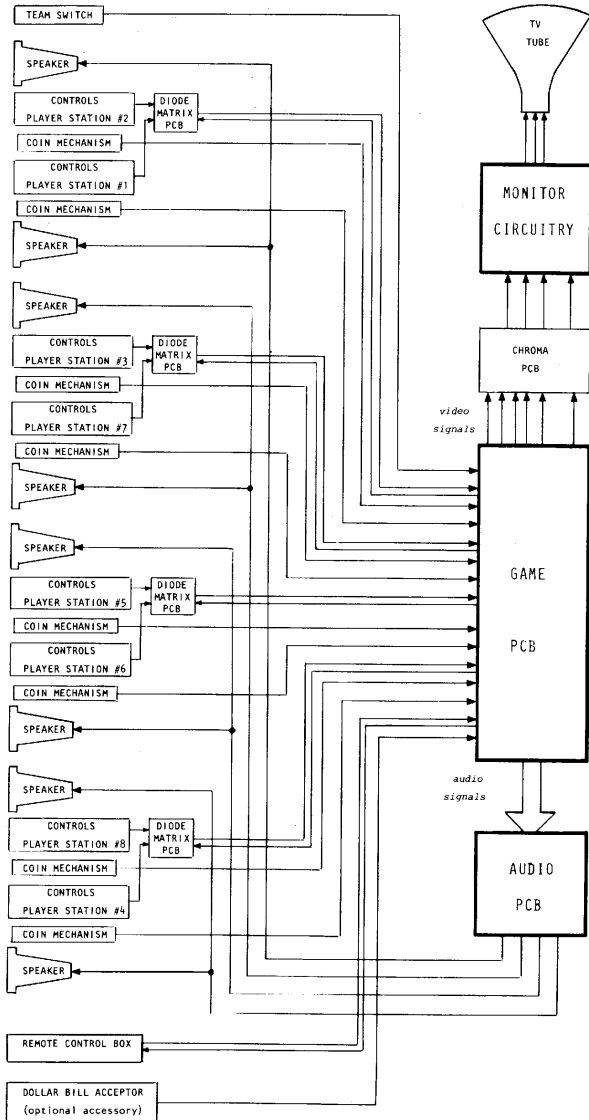 TEAM SWITCH
SPEAKER
CONTROLS
PLAYER STATION #2
DIODE
MATRIX
PCB
COIN MECHANISM
CONTROLS
PLAYER STATION #1
COIN MECHANISM
SPEAKER
SPEAKER
CONTROLS
PLAYER STATION #3
DIODE
MATRIX
PCB
COIN MECHANISM
CONTROLS
PLAYER STATION #7
COIN MECHANISM
SPEAKER
SPEAKER
CONTROLS
PLAYER STATION #5
DIODE
MATRIX
PCB
COIN MECHANISM
CONTROLS
PLAYER STATION #6
COIN MECHANISM
SPEAKER
SPEAKER
CONTROLS
PLAYER STATION #8
DIODE
MATRIX
PCB
COIN MECHANISM
CONTROLS
PLAYER STATION #4
COIN MECHANISM
SPEAKER
REMOTE CONTROL BOX
DOLLAR BILL ACCEPTOR
(optional accessory)
TV
TUBE
MONITOR
CIRCUITRY
CHROMA
PCB
video
signals
GAME
PCB
audio
signals
AUDIO
PCB